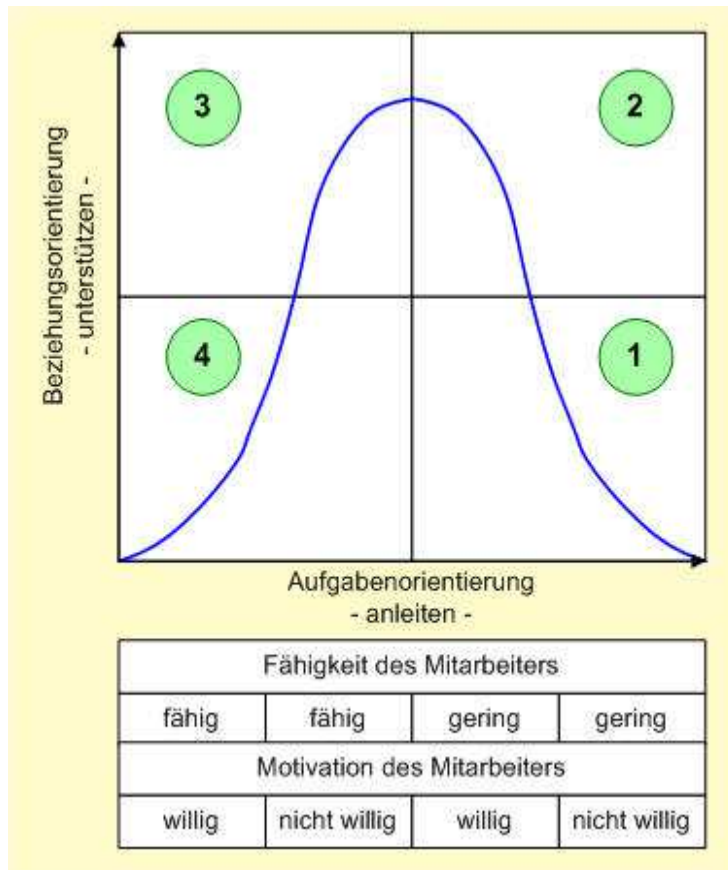 3
2
Beziehungsorientierung
- unterstützen -
4
1
Aufgabenorientierung
- anleiten -
Fähigkeit des Mitarbeiters
fähig fähig gering gering
Motivation des Mitarbeiters
willig nicht willig willig nicht willig